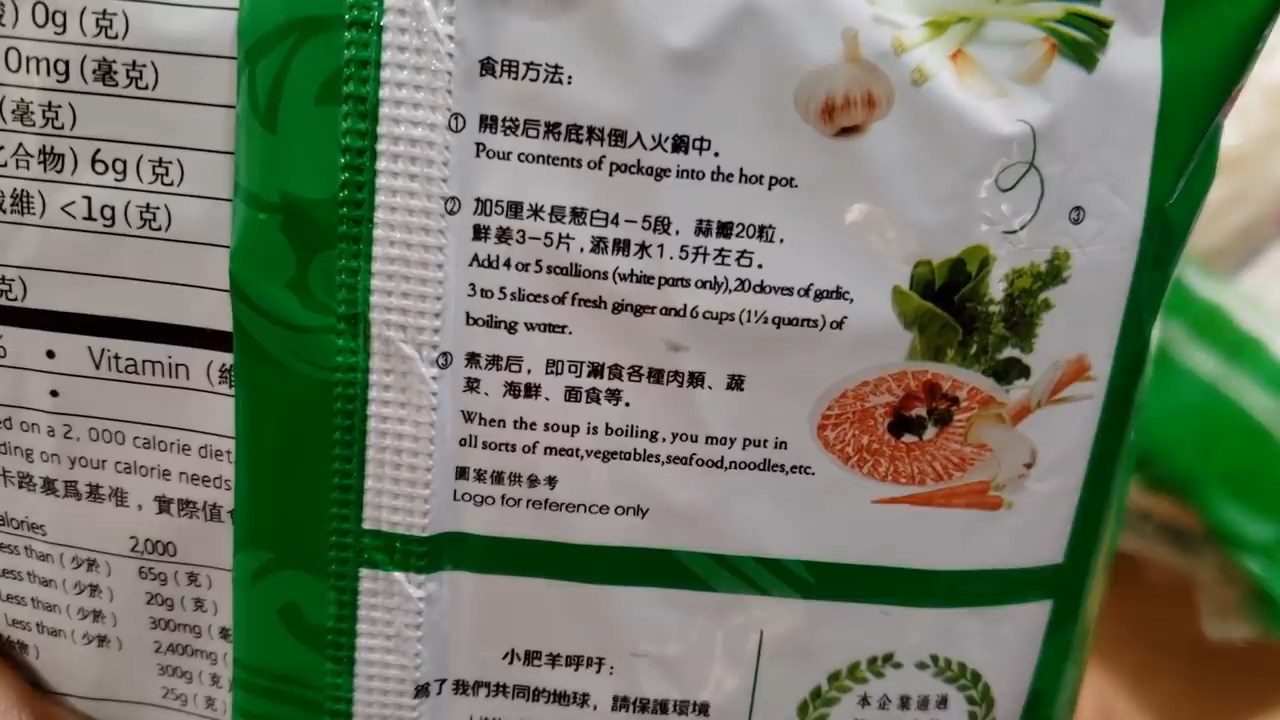 0g (克)
0mg (毫克)
(毫克)
合物) 6g (克)
維) <1g (克)
克)
% • Vitamin (維
•
ed on a 2, 000 calorie diet
ding on your calorie needs
卡路裏爲基准，實際值
alories 2,000
ess than ( 少於 ) 65g ( 克 )
Less than ( 少於 ) 20g ( 克 )
Less than ( 少於 ) 300mg ( 毫
Less than ( 少於 ) 2,400mg (
300g ( 克
25g ( 克 )
食用方法：
① 開袋后將底料倒入火鍋中。
Pour contents of package into the hot pot.
② 加5厘米長葱白4－5段，蒜瓣20粒，
鮮姜3－5片，添開水1.5升左右。
Add 4 or 5 scallions (white parts only),20 cloves of garlic,
3 to 5 slices of fresh ginger and 6 cups (1½ quarts) of
boiling water.
③ 煮沸后，即可涮食各種肉類、蔬
菜、海鮮、面食等。
When the soup is boiling, you may put in
all sorts of meat,vegetables,seafood,noodles,etc.
圖案僅供參考
Logo for reference only
③
小肥羊呼吁：
爲了我們共同的地球，請保護環境
本企業通過